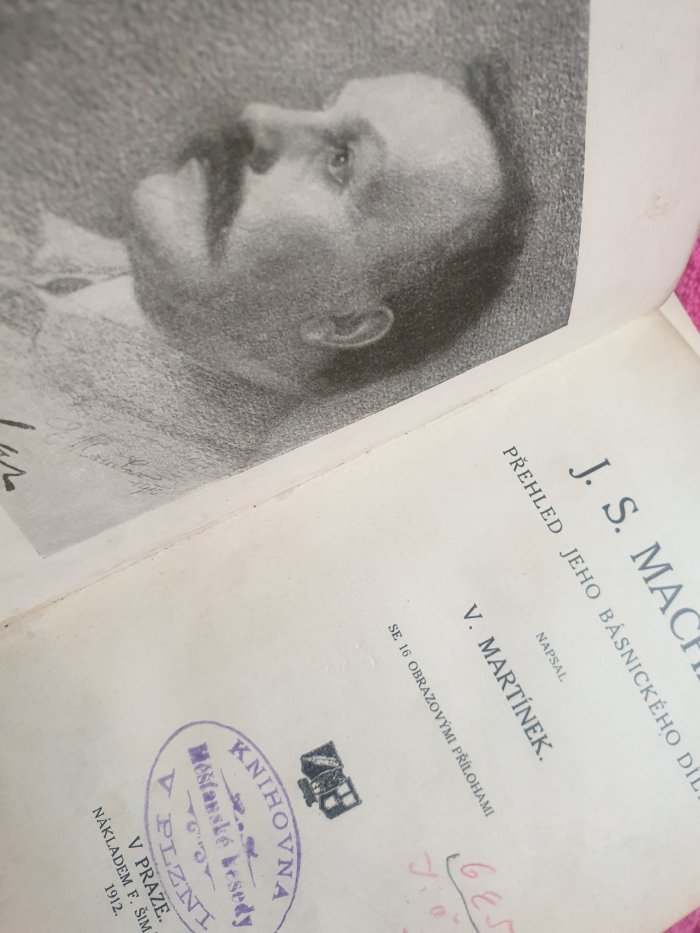 J. S. MACH
PŘEHLED JEHO BÁSNICKÉHO DÍL
NAPSAL
V. MARTÍNEK.
SE 16 OBRAZOVÝMI PŘÍLOHAMI
KNIHOVNA
Měšťanské besedy
V PLZNI
V PRAZE.
NÁKLADEM F. ŠIM
1912.